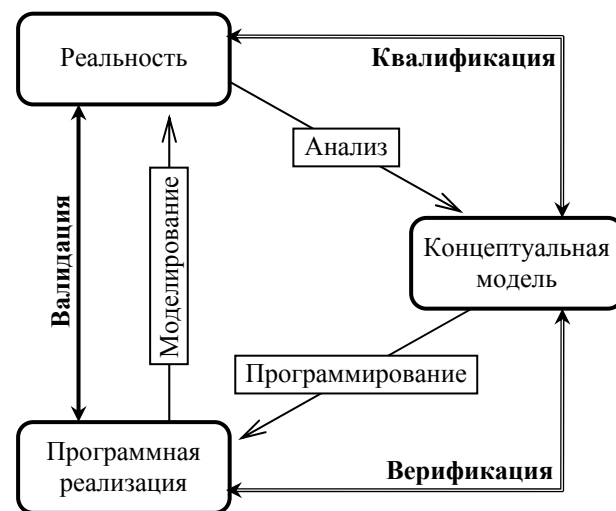 Реальность
Квалификация
Анализ
Валидация
Моделирование
Концептуальная
модель
Программирование
Программная
реализация
Верификация